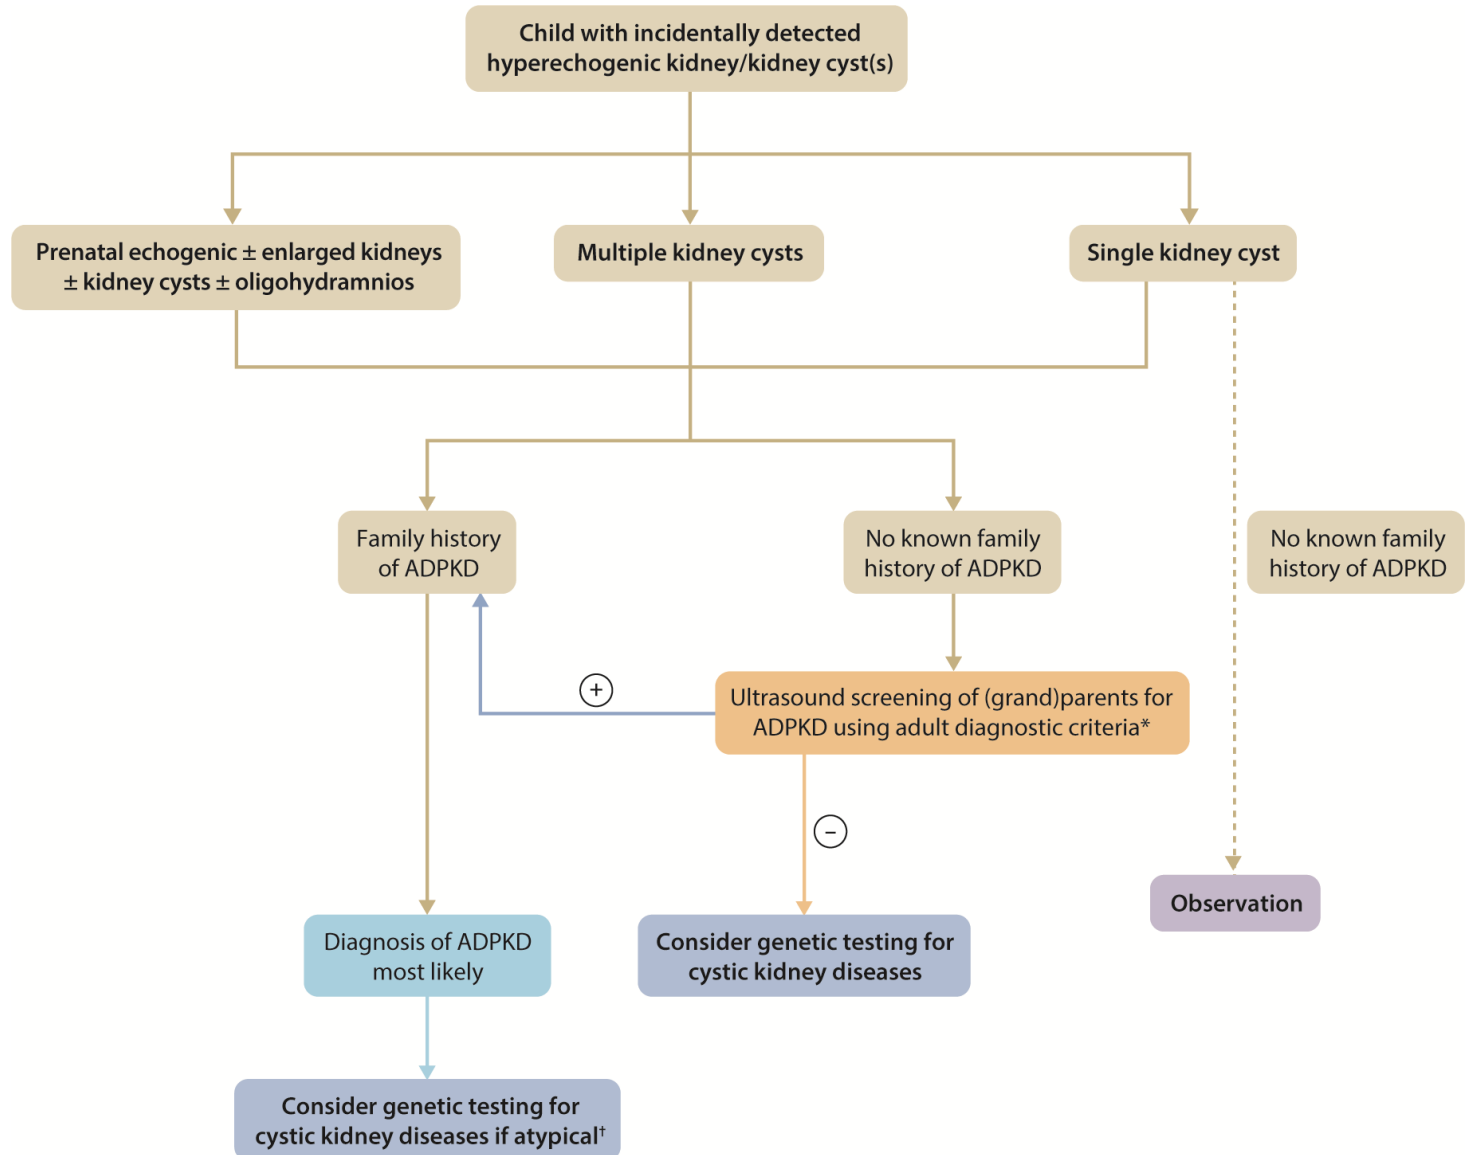 Child with incidentally detected
hyperechogenic kidney/kidney cyst(s)
Prenatal echogenic ± enlarged kidneys
± kidney cysts ± oligohydramnios
Multiple kidney cysts
Single kidney cyst
Family history
of ADPKD
No known family
history of ADPKD
No known family
history of ADPKD
+
Ultrasound screening of (grand)parents for
ADPKD using adult diagnostic criteria*
–
Observation
Diagnosis of ADPKD
most likely
Consider genetic testing for
cystic kidney diseases
Consider genetic testing for
cystic kidney diseases if atypical†